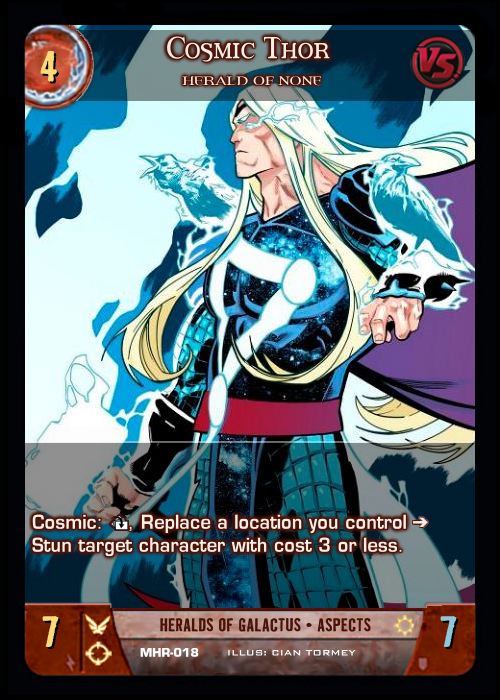 4
Cosmic Thor
Herald of None
VS
Cosmic: , Replace a location you control ➔
Stun target character with cost 3 or less.
7
HERALDS OF GALACTUS • ASPECTS
7
MHR-018 ILLUS: CIAN TORMEY